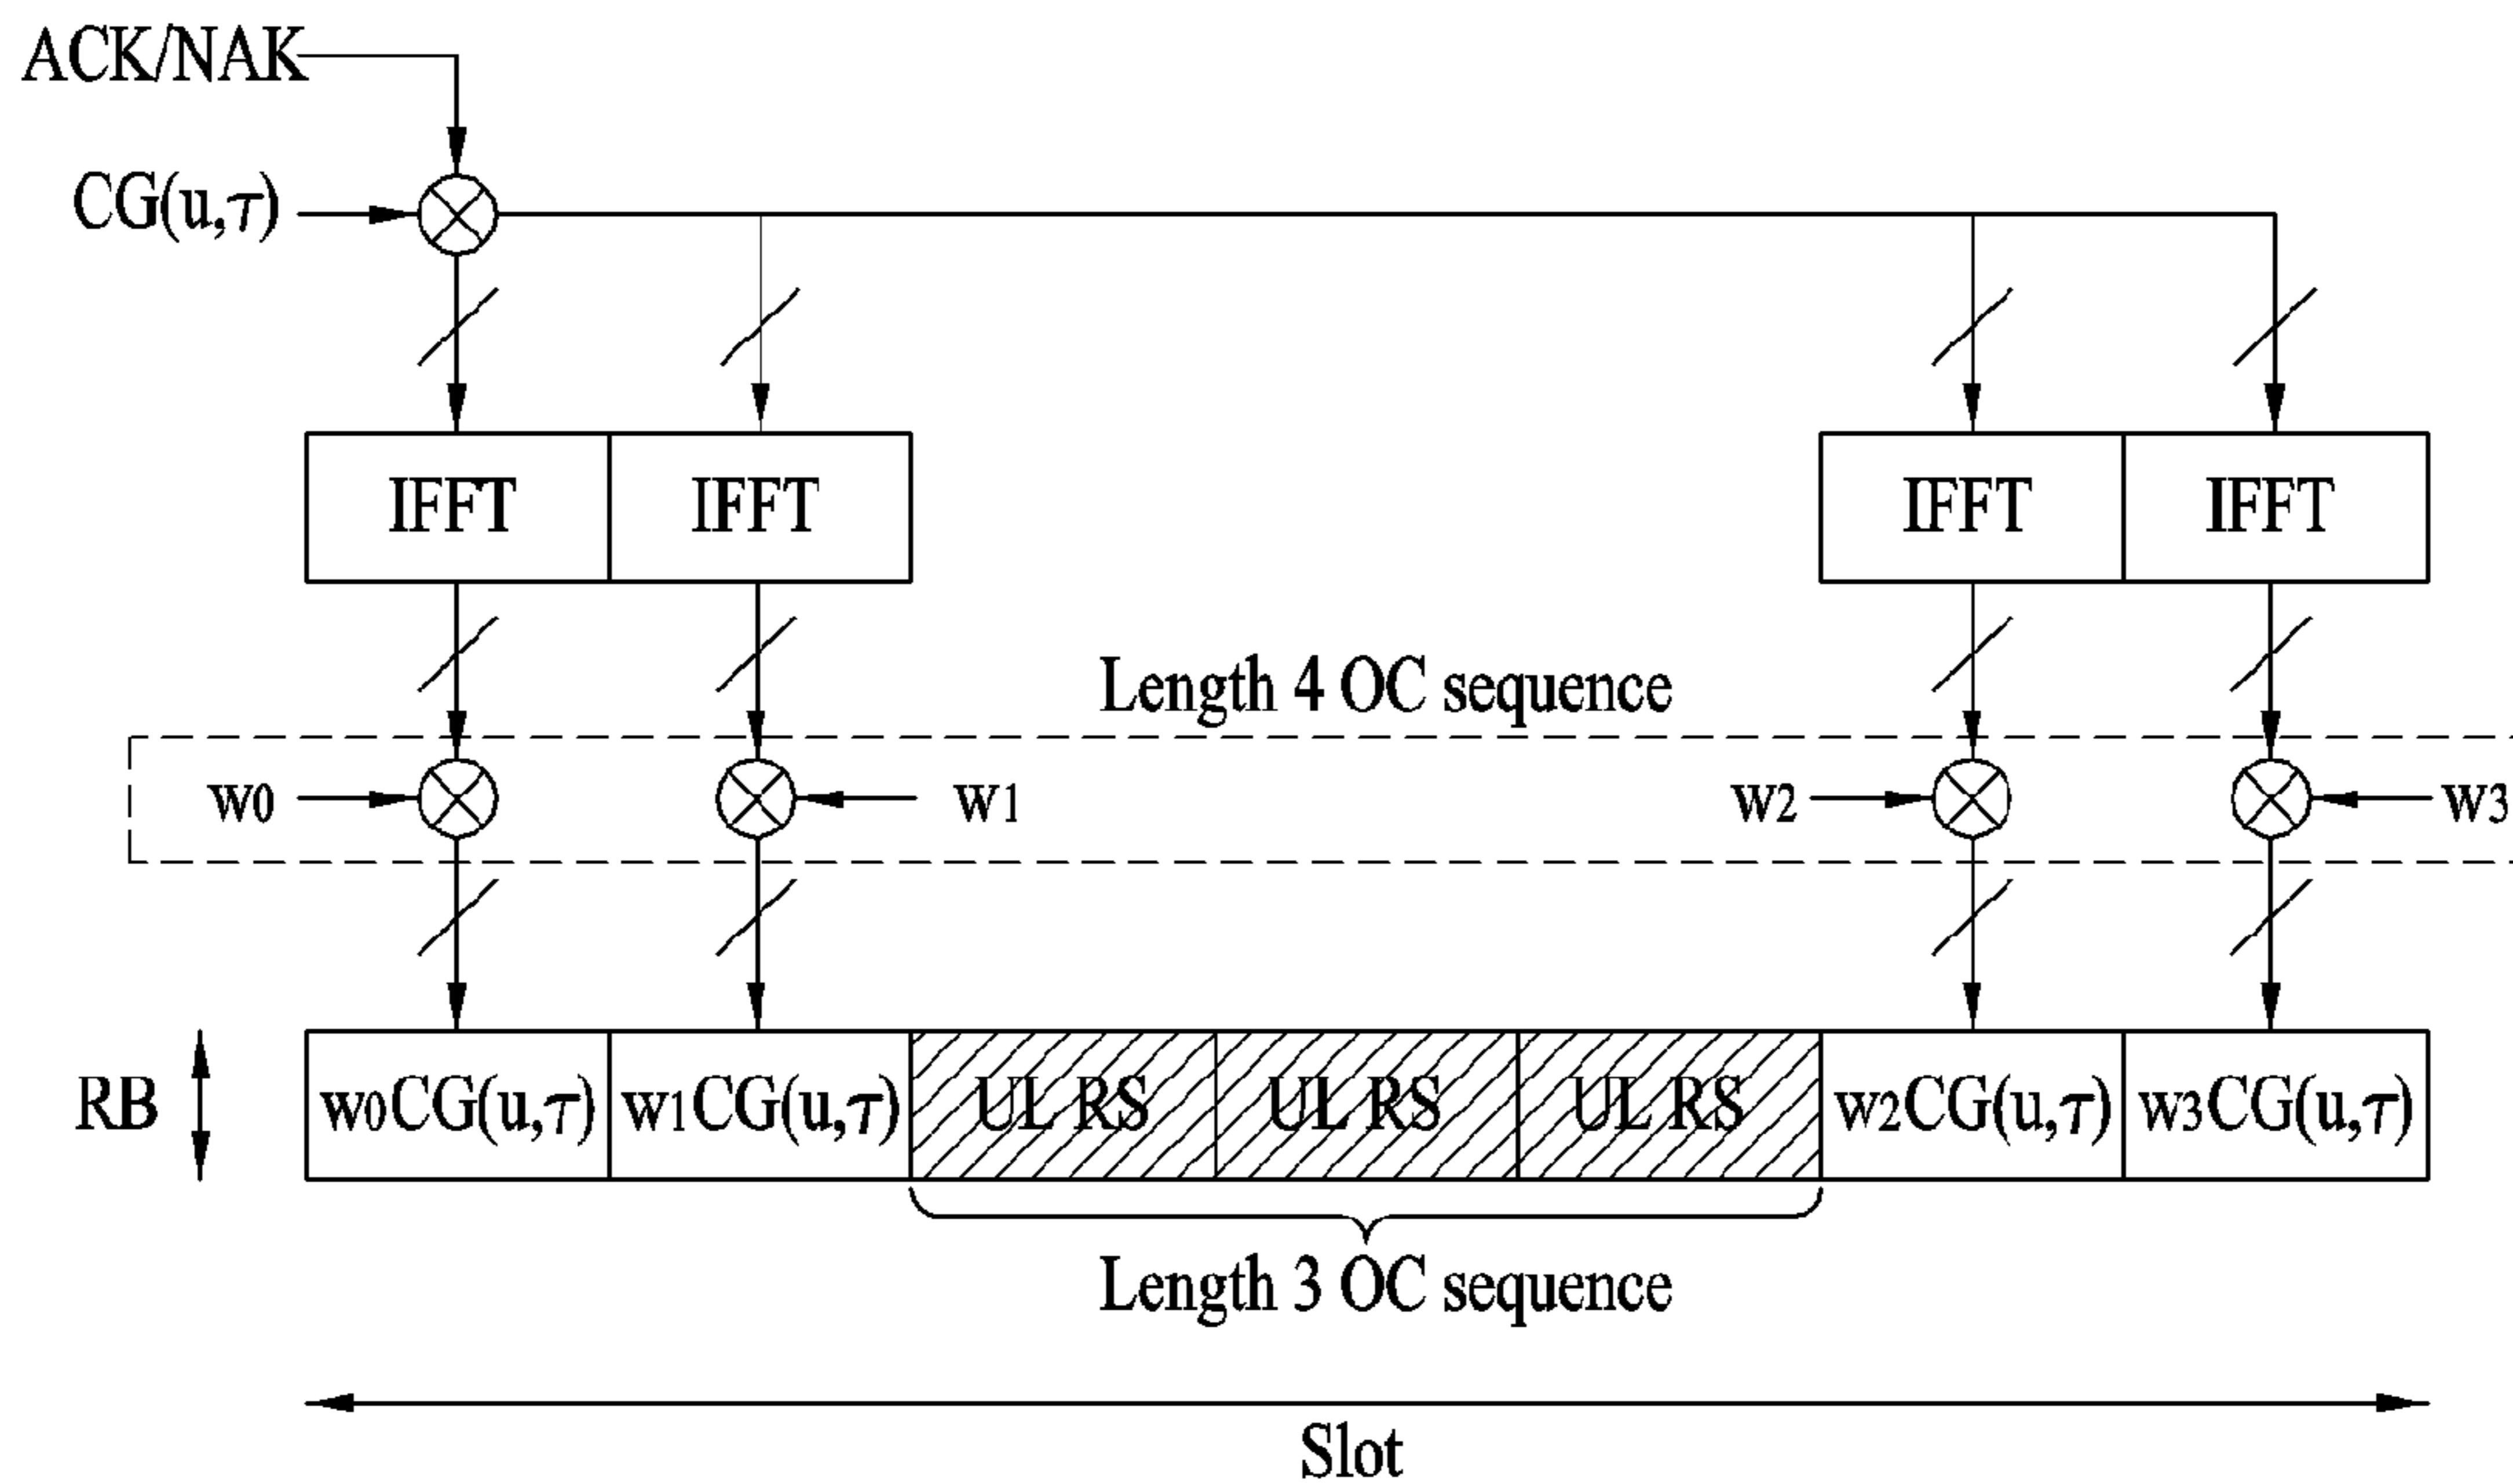 ACK/NAK
CG(u,τ)
IFFT IFFT IFFT IFFT
Length 4 OC sequence
w0 w1 w2 w3
RB w0CG(u,τ) w1CG(u,τ) UL RS UL RS UL RS w2CG(u,τ) w3CG(u,τ)
Length 3 OC sequence
Slot